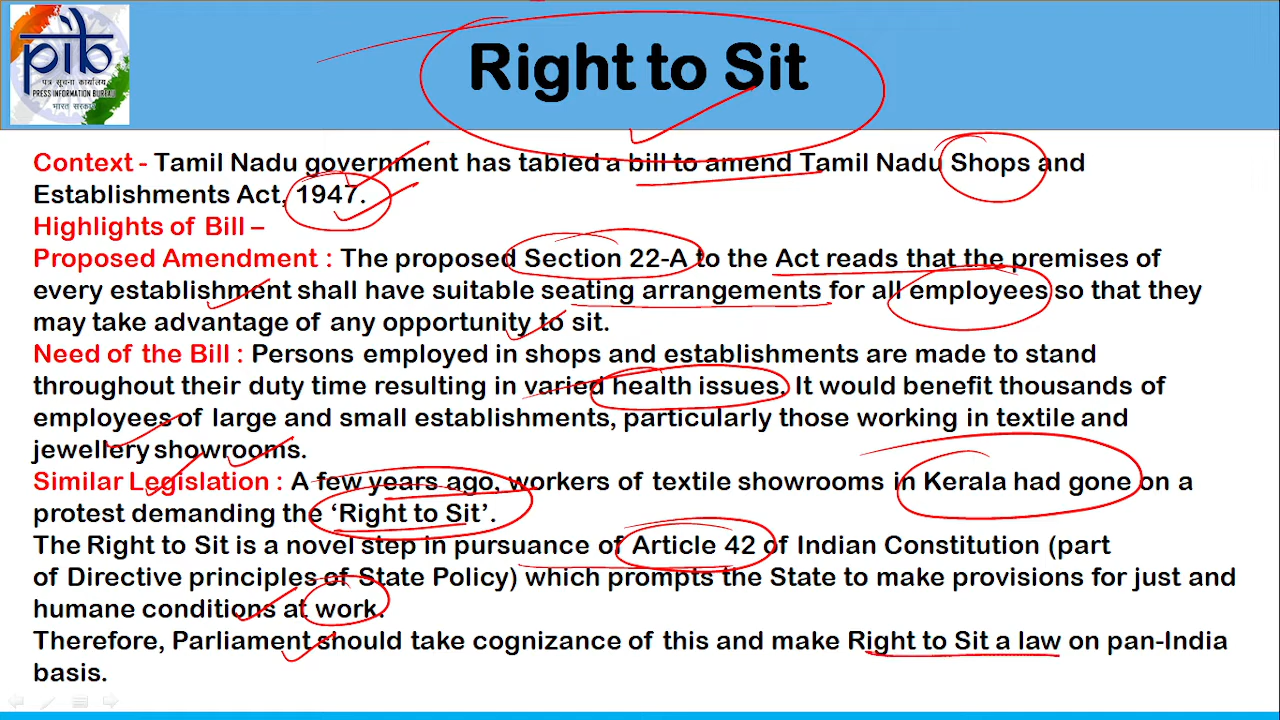 Right to Sit
pib
पत्र सूचना कार्यालय
PRESS INFORMATION BUREAU
भारत सरकार
Context - Tamil Nadu government has tabled a bill to amend Tamil Nadu Shops and
Establishments Act, 1947.
Highlights of Bill –
Proposed Amendment : The proposed Section 22-A to the Act reads that the premises of
every establishment shall have suitable seating arrangements for all employees so that they
may take advantage of any opportunity to sit.
Need of the Bill : Persons employed in shops and establishments are made to stand
throughout their duty time resulting in varied health issues. It would benefit thousands of
employees of large and small establishments, particularly those working in textile and
jewellery showrooms.
Similar Legislation : A few years ago, workers of textile showrooms in Kerala had gone on a
protest demanding the ‘Right to Sit’.
The Right to Sit is a novel step in pursuance of Article 42 of Indian Constitution (part
of Directive principles of State Policy) which prompts the State to make provisions for just and
humane conditions at work.
Therefore, Parliament should take cognizance of this and make Right to Sit a law on pan-India
basis.